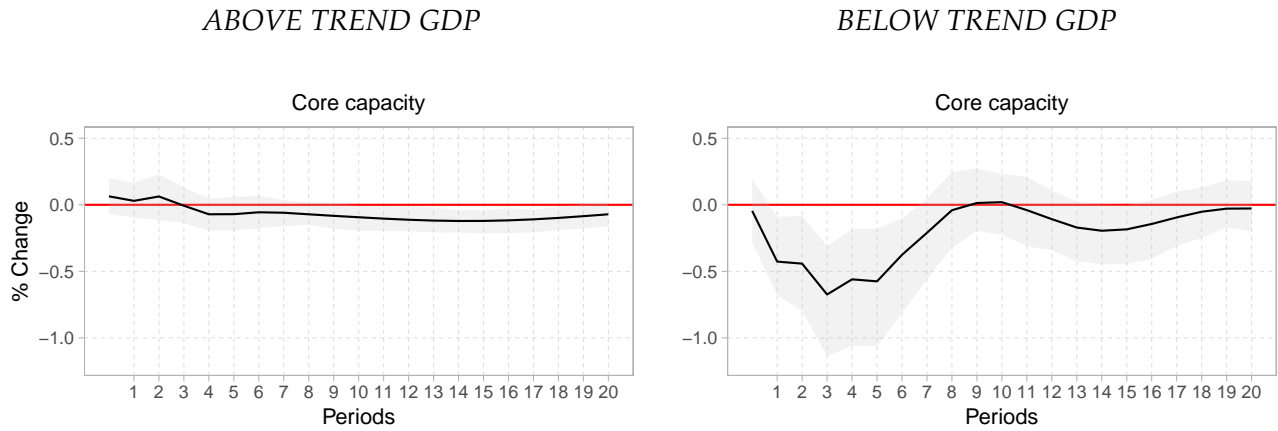 ABOVE TREND GDP
BELOW TREND GDP
Core capacity
0.5
0.0
−0.5
−1.0
% Change
1 2 3 4 5 6 7 8 9 10 11 12 13 14 15 16 17 18 19 20
Periods
Core capacity
0.5
0.0
−0.5
−1.0
1 2 3 4 5 6 7 8 9 10 11 12 13 14 15 16 17 18 19 20
Periods